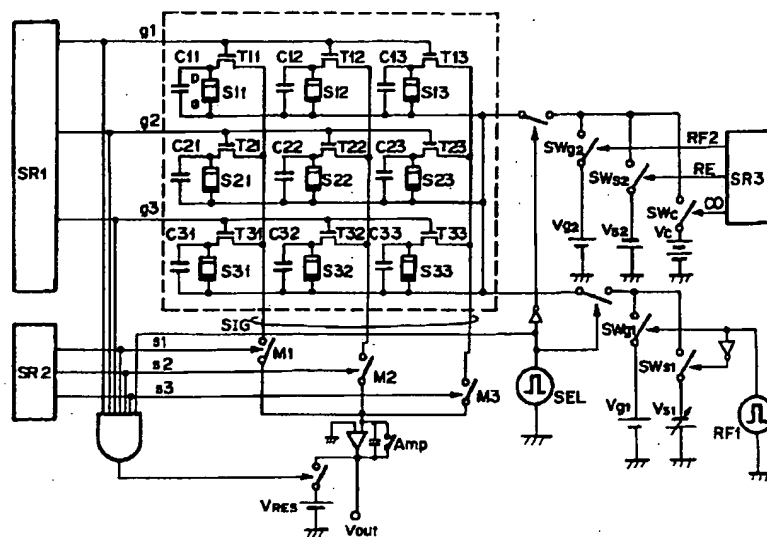 g1
C11 T11 C12 T12 C13 T13
D
G
S11 S12 S13
g2
C21 T21 C22 T22 C23 T23
S21 S22 S23
g3
C31 T31 C32 T32 C33 T33
S31 S32 S33
SR1
SWg2 RF2
SWs2 RE SR3
SWc CO
Vg2 Vs2 Vc
SIG
SR2
s1 M1
s2 M2
s3 M3
SEL
SWg1
SWs1
Vg1 Vs1
RF1
Amp
VRES
Vout